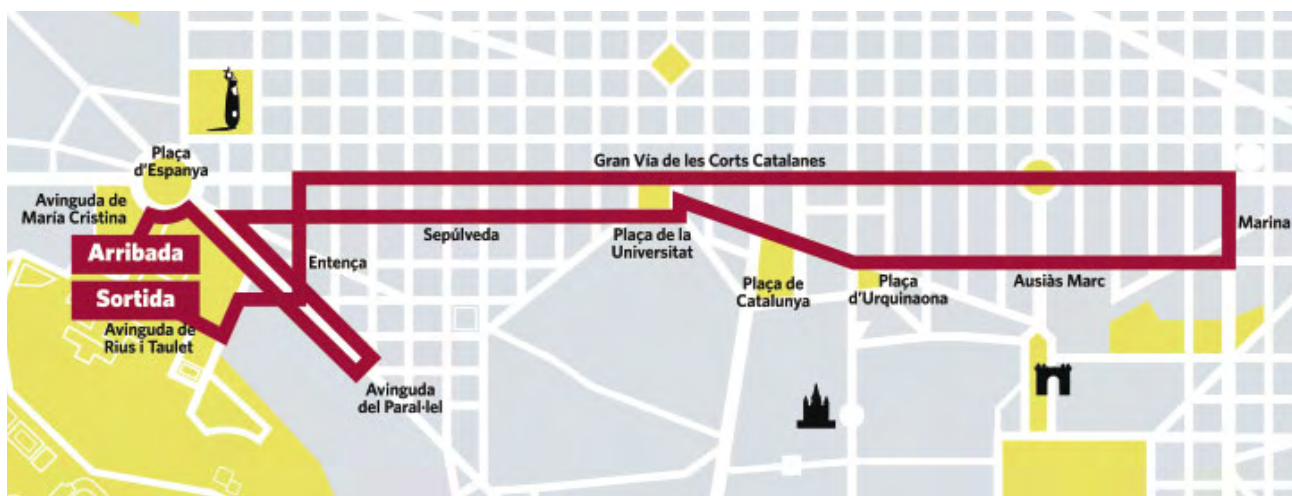 Plaça
d'Espanya
Gran Vía de les Corts Catalanes
Avinguda de
María Cristina
Arribada
Sortida
Avinguda de
Rius i Taulet
Entença
Sepúlveda
Plaça de la
Universitat
Plaça de
Catalunya
Plaça
d'Urquinaona
Ausiàs Marc
Marina
Avinguda
del Paral·lel